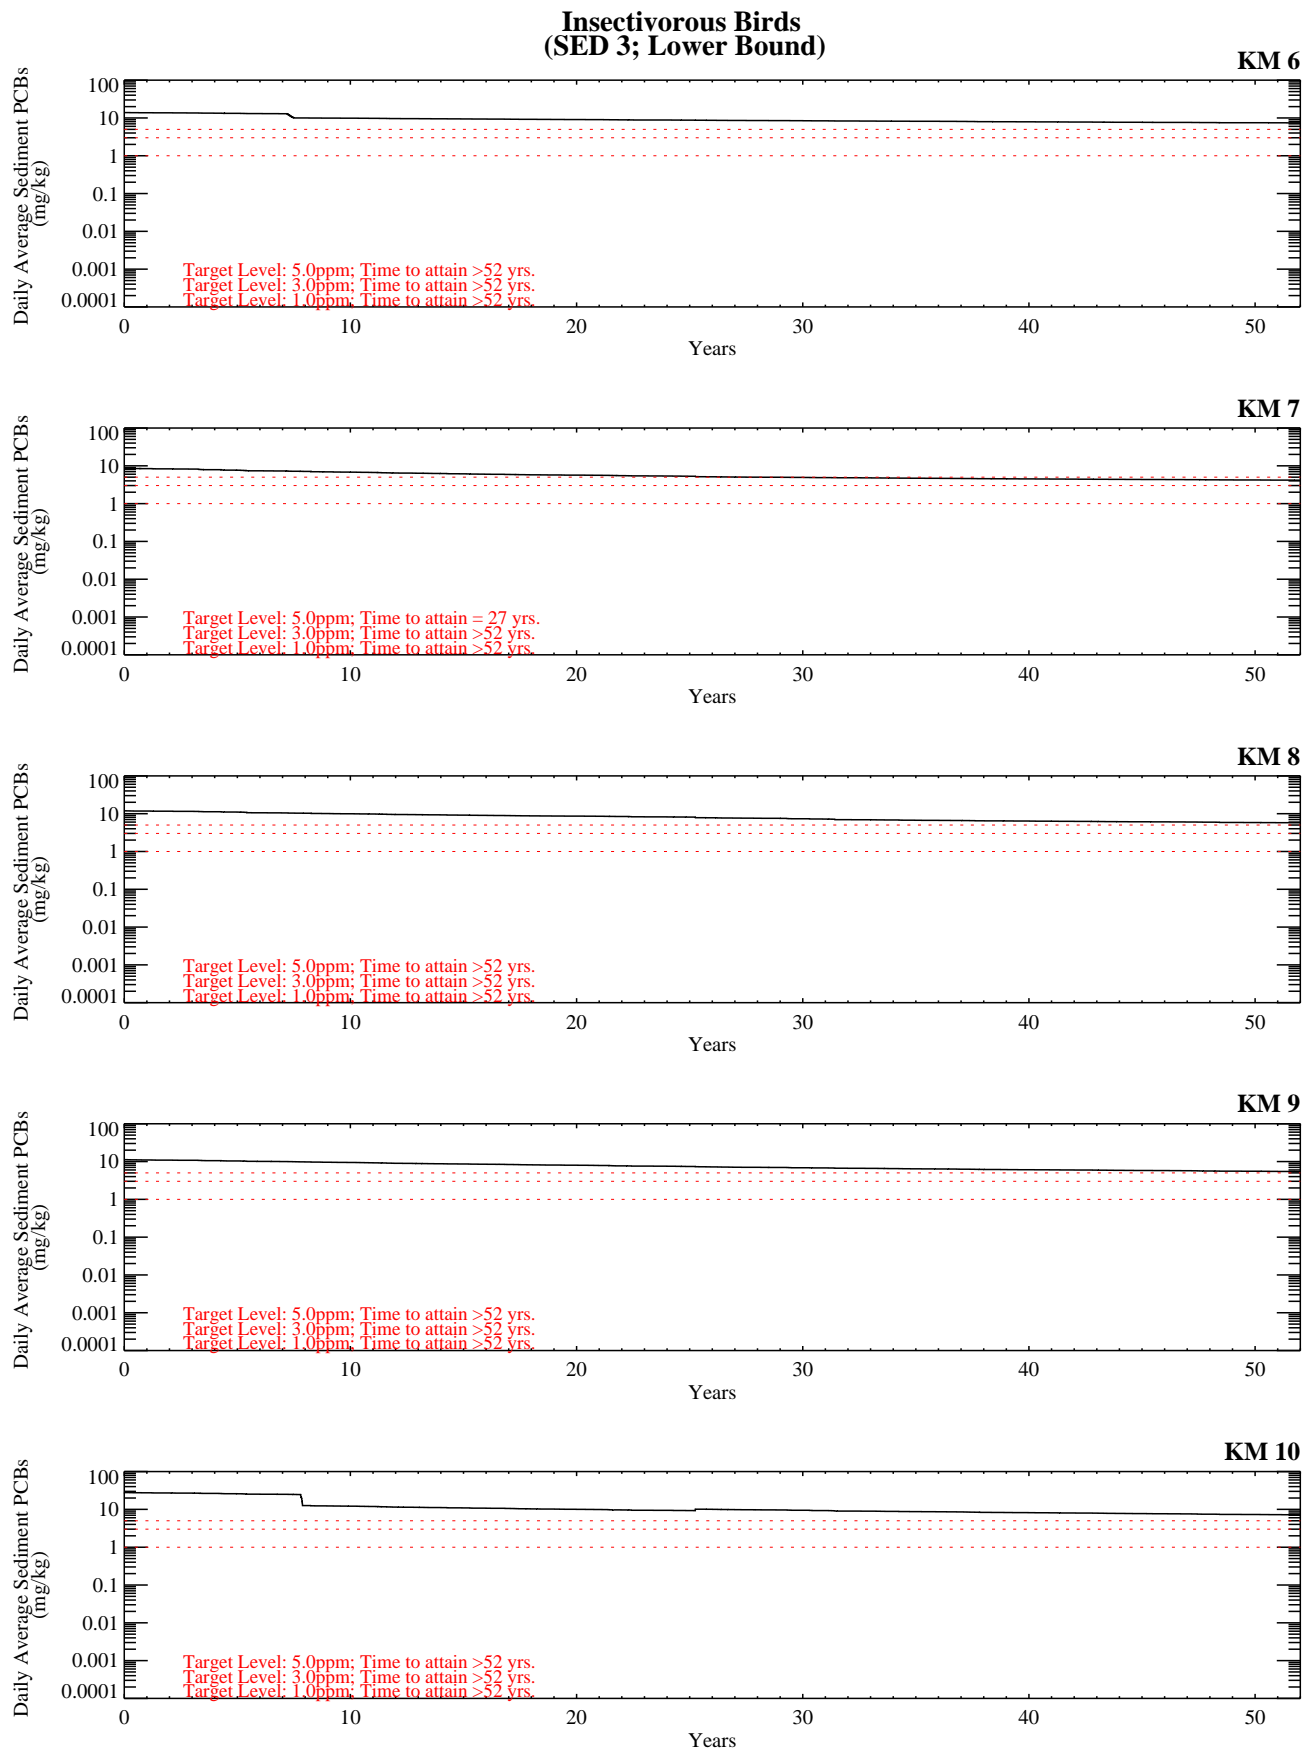 Insectivorous Birds
(SED 3; Lower Bound)
KM 6
Daily Average Sediment PCBs
(mg/kg)
100
10
1
0.1
0.01
0.001
0.0001
Target Level: 5.0ppm; Time to attain >52 yrs.
Target Level: 3.0ppm; Time to attain >52 yrs.
Target Level: 1.0ppm; Time to attain >52 yrs.
0 10 20 30 40 50
Years
KM 7
Daily Average Sediment PCBs
(mg/kg)
100
10
1
0.1
0.01
0.001
0.0001
Target Level: 5.0ppm; Time to attain = 27 yrs.
Target Level: 3.0ppm; Time to attain >52 yrs.
Target Level: 1.0ppm; Time to attain >52 yrs.
0 10 20 30 40 50
Years
KM 8
Daily Average Sediment PCBs
(mg/kg)
100
10
1
0.1
0.01
0.001
0.0001
Target Level: 5.0ppm; Time to attain >52 yrs.
Target Level: 3.0ppm; Time to attain >52 yrs.
Target Level: 1.0ppm; Time to attain >52 yrs.
0 10 20 30 40 50
Years
KM 9
Daily Average Sediment PCBs
(mg/kg)
100
10
1
0.1
0.01
0.001
0.0001
Target Level: 5.0ppm; Time to attain >52 yrs.
Target Level: 3.0ppm; Time to attain >52 yrs.
Target Level: 1.0ppm; Time to attain >52 yrs.
0 10 20 30 40 50
Years
KM 10
Daily Average Sediment PCBs
(mg/kg)
100
10
1
0.1
0.01
0.001
0.0001
Target Level: 5.0ppm; Time to attain >52 yrs.
Target Level: 3.0ppm; Time to attain >52 yrs.
Target Level: 1.0ppm; Time to attain >52 yrs.
0 10 20 30 40 50
Years